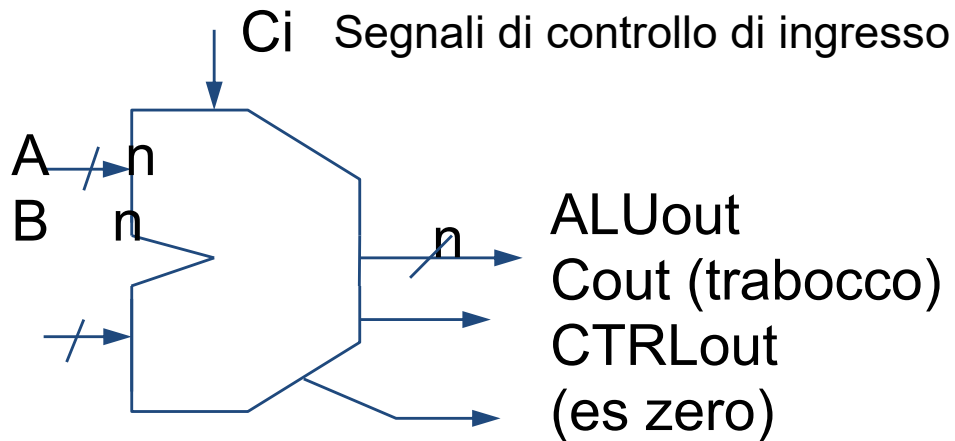 Ci Segnali di controllo di ingresso
A n
B n
n
ALUout
Cout (trabocco)
CTRLout
(es zero)